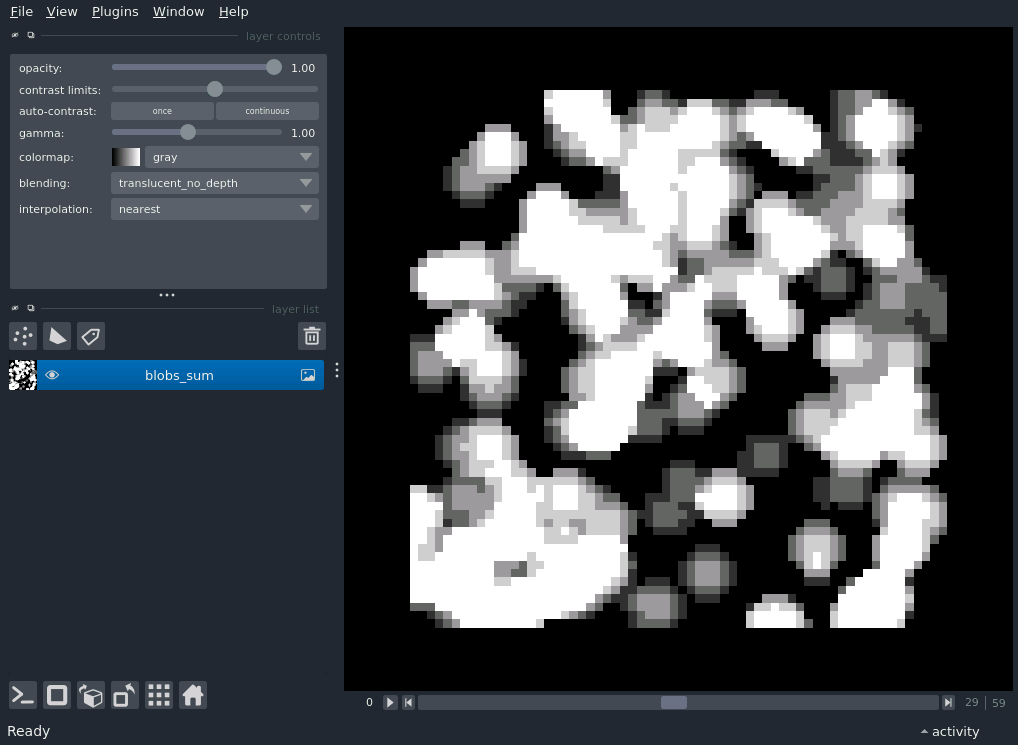 File View Plugins Window Help
layer controls
opacity: 1.00
contrast limits:
auto-contrast: once continuous
gamma: 1.00
colormap: gray
blending: translucent_no_depth
interpolation: nearest
layer list
blobs_sum
0 29 59
Ready activity